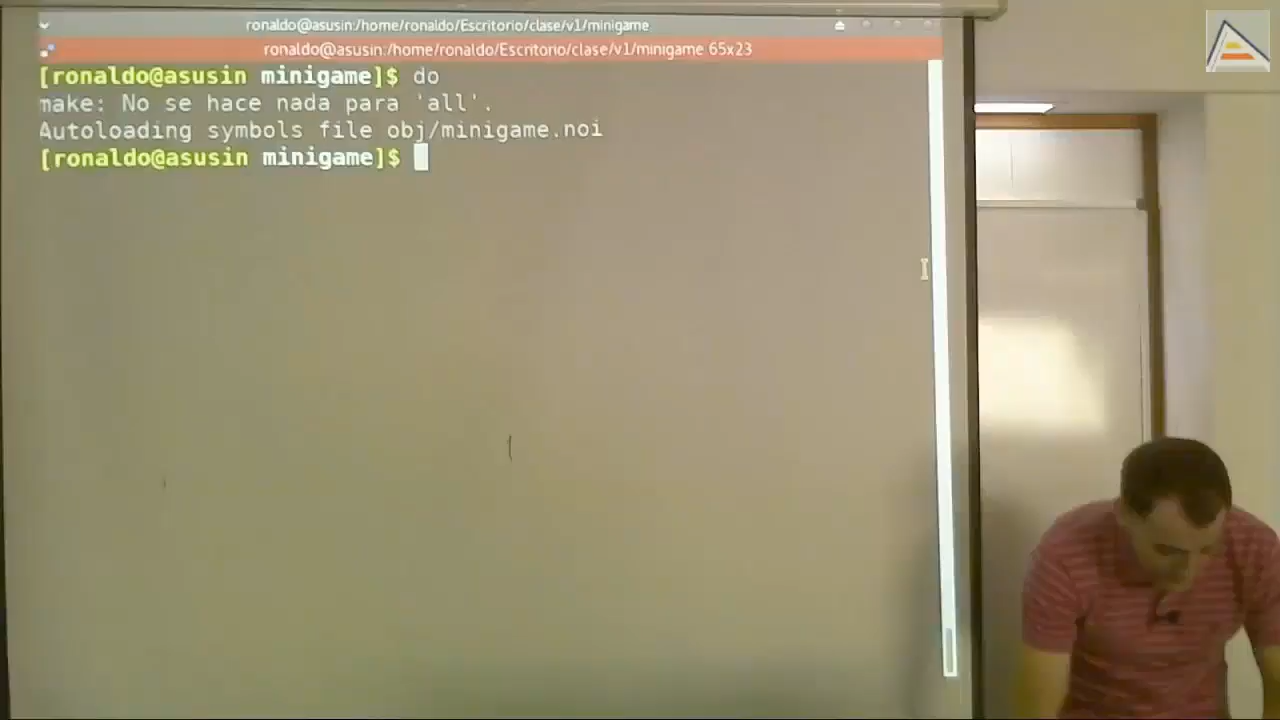 ronaldo@asusin:/home/ronaldo/Escritorio/clase/v1/minigame
ronaldo@asusin:/home/ronaldo/Escritorio/clase/v1/minigame 65x23
[ronaldo@asusin minigame]$ do
make: No se hace nada para 'all'.
Autoloading symbols file obj/minigame.noi
[ronaldo@asusin minigame]$